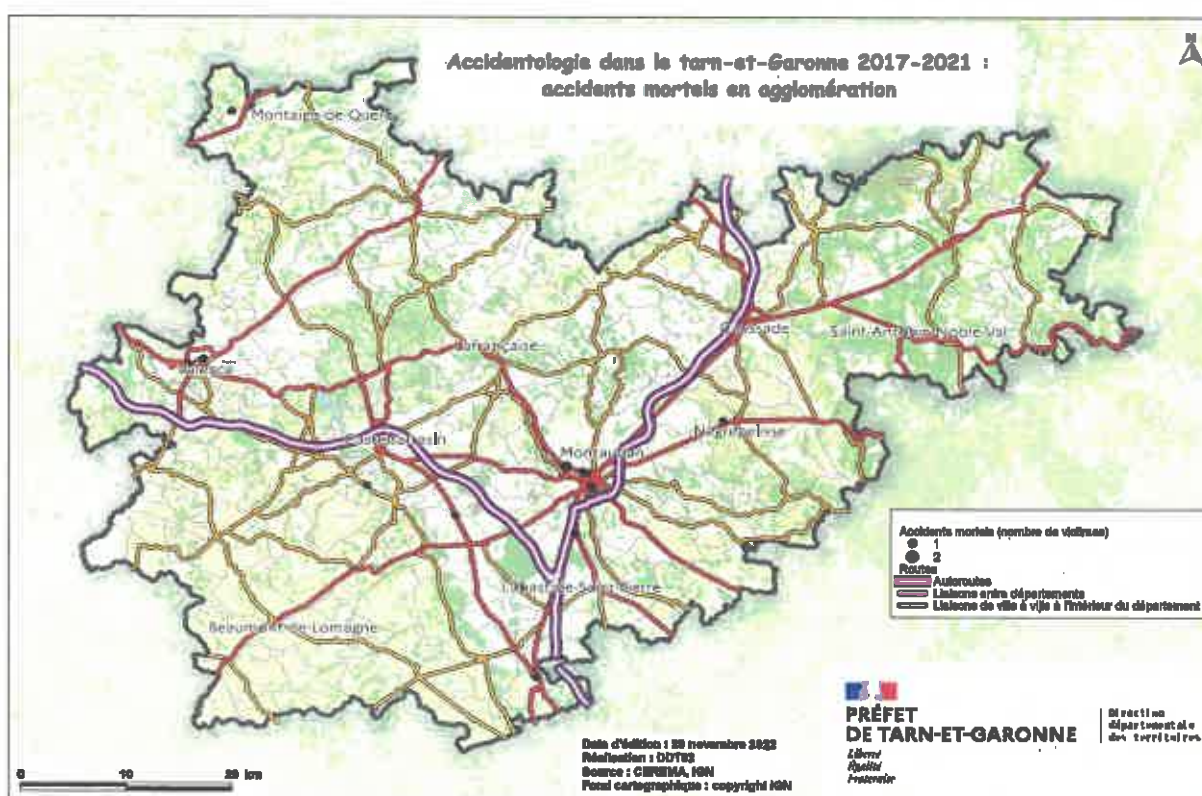 Accidentologie dans le tarn-et-Garonne 2017-2021 :
accidents mortels en agglomération
N
Montaigu-de-Quercy
Caussade
Saint-Antonin-Noble-Val
Lafrançaise
Valence
Castelsarrasin
Montauban
Nègrepelisse
Labastide-Saint-Pierre
Beaumont-de-Lomagne
Accidents mortels (nombre de victimes)
1
2
Routes
Autoroutes
Liaisons entre départements
Liaisons de ville à ville à l'intérieur du département
0 10 20 km
Date d'édition : 29 novembre 2022
Réalisation : DDT82
Source : CEREMA, IGN
Fond cartographique : copyright IGN
PRÉFET
DE TARN-ET-GARONNE
Liberté
Égalité
Fraternité
Direction
départementale
des territoires